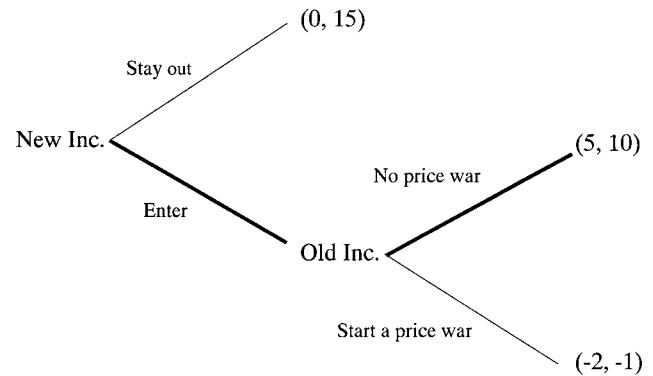 (0, 15)
Stay out
New Inc.
(5, 10)
No price war
Enter
Old Inc.
Start a price war
(-2, -1)